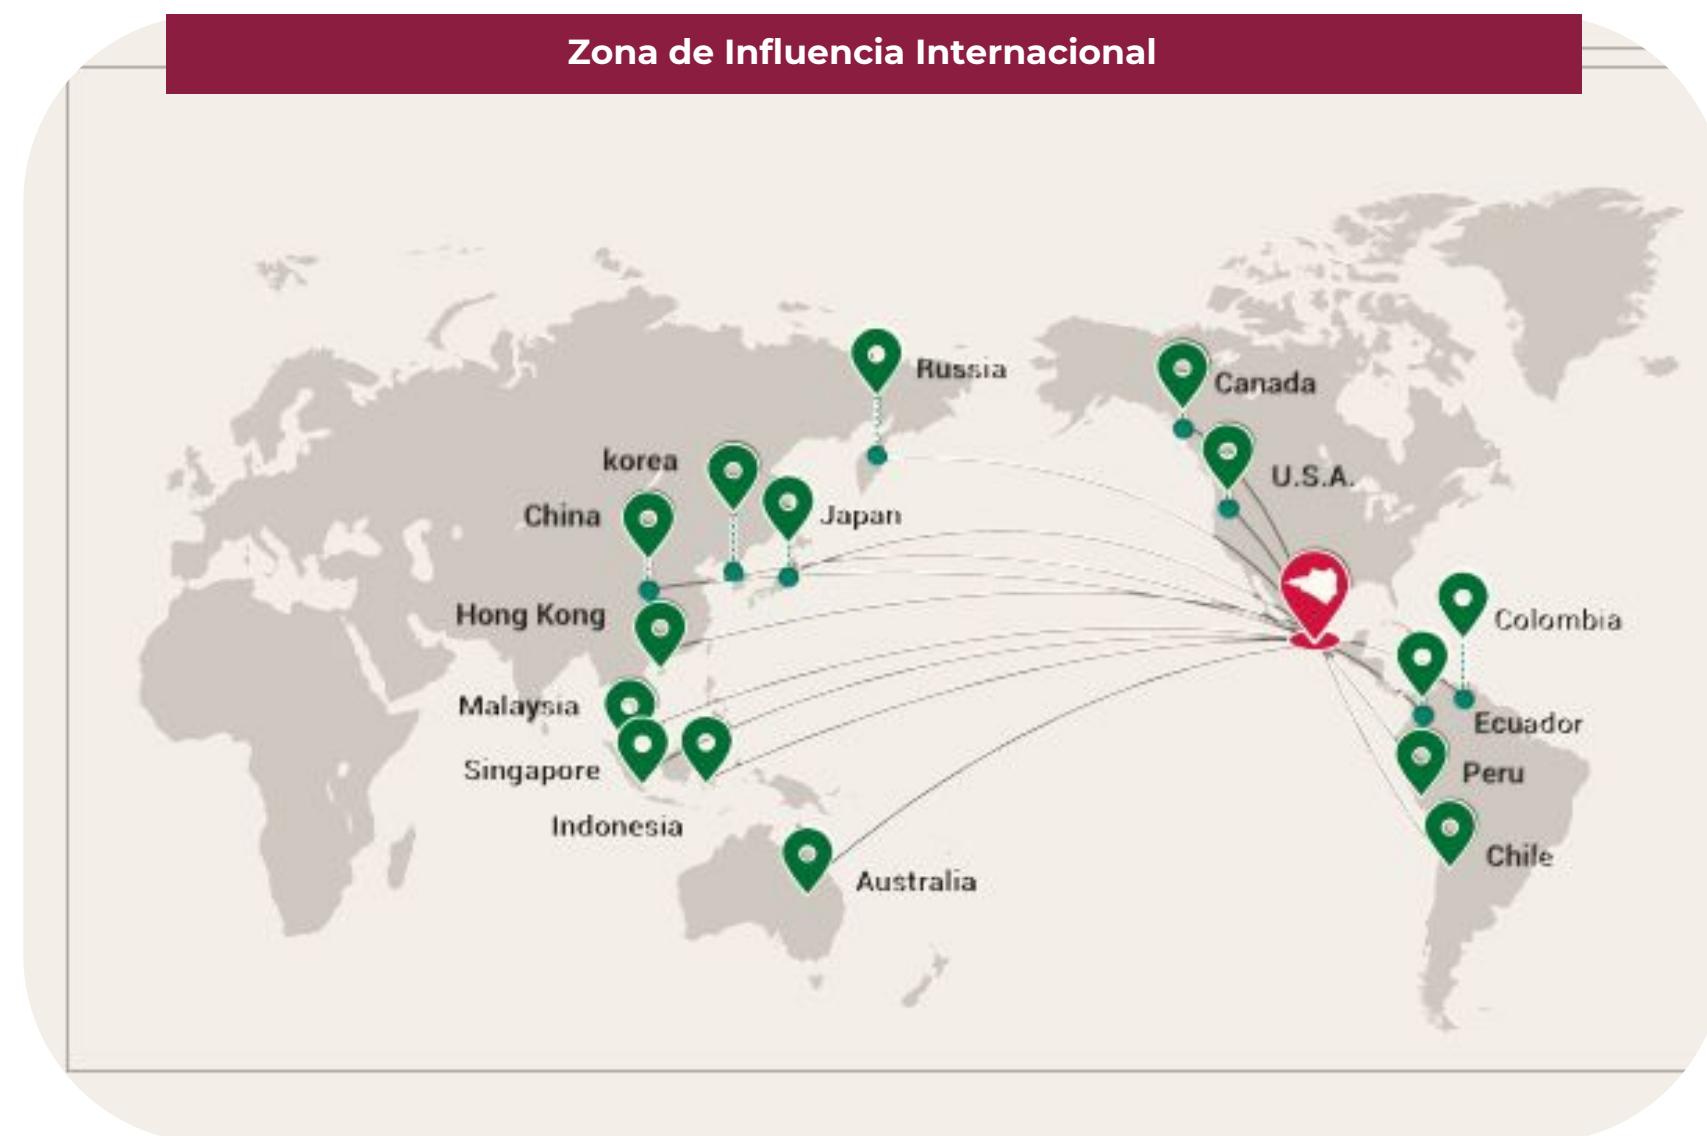 Zona de Influencia Internacional
Russia
Canada
korea
U.S.A.
China
Japan
Hong Kong
Colombia
Malaysia
Ecuador
Singapore
Peru
Indonesia
Chile
Australia